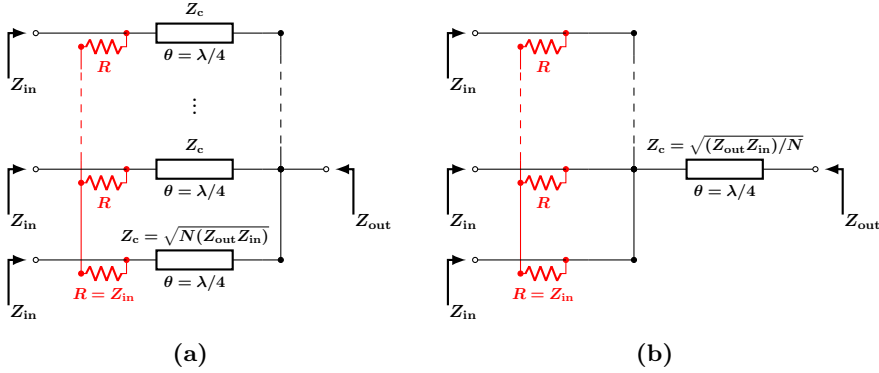 Z_c
θ = λ/4
R
Z_in
⋮
Z_c
θ = λ/4
R
Z_in
Z_out
Z_c = √N(Z_out Z_in)
θ = λ/4
R = Z_in
Z_in
(a)
R
Z_in
Z_c = √(Z_out Z_in)/N
θ = λ/4
R
Z_in
Z_out
R = Z_in
Z_in
(b)